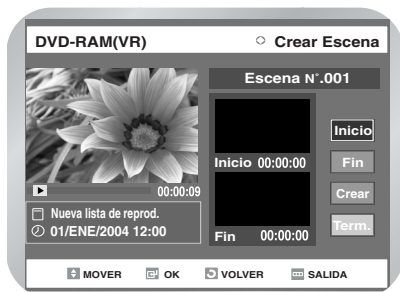 DVD-RAM(VR)
Crear Escena
Escena N°.001
Inicio 00:00:00
Fin 00:00:00
Inicio
Fin
Crear
Term.
00:00:09
Nueva lista de reprod.
01/ENE/2004 12:00
MOVER OK VOLVER SALIDA